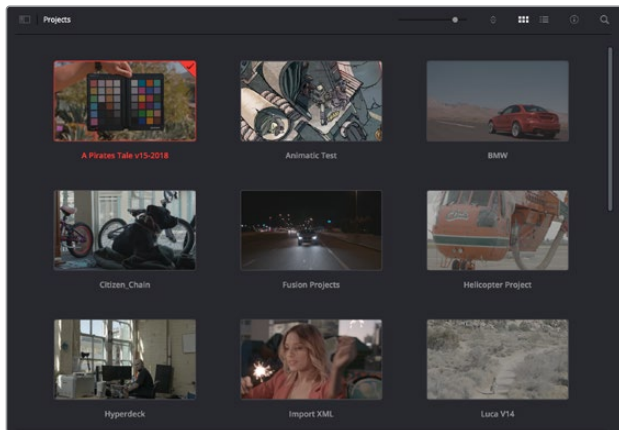 Projects
A Pirates Tale v15-2018
Animatic Test
BMW
Citizen_Chain
Fusion Projects
Helicopter Project
Hyperdeck
Import XML
Luca V14